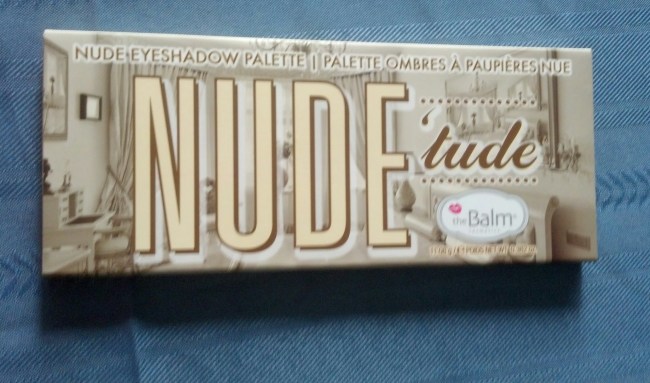 NUDE EYESHADOW PALETTE | PALETTE OMBRES À PAUPIÈRES NUE
NUDE
'tude
theBalm